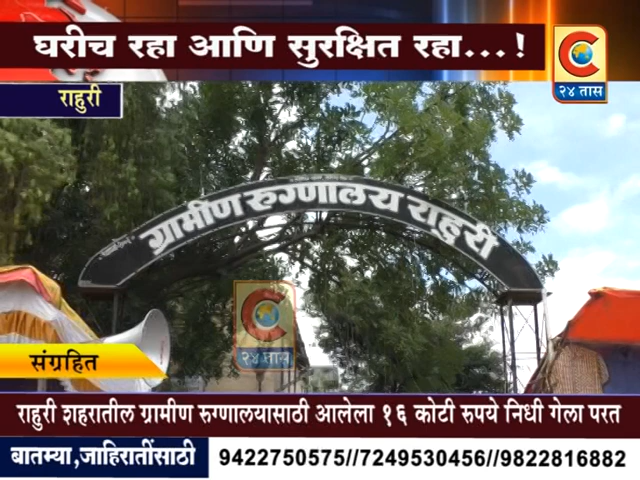 घरीच रहा आणि सुरक्षित रहा...!
C
२४ तास
राहुरी
ग्रामीण रुग्णालय राहुरी
C
२४ तास
संग्रहित
राहुरी शहरातील ग्रामीण रुग्णालयासाठी आलेला १६ कोटी रुपये निधी गेला परत
बातम्या,जाहिरातींसाठी
9422750575//7249530456//9822816882